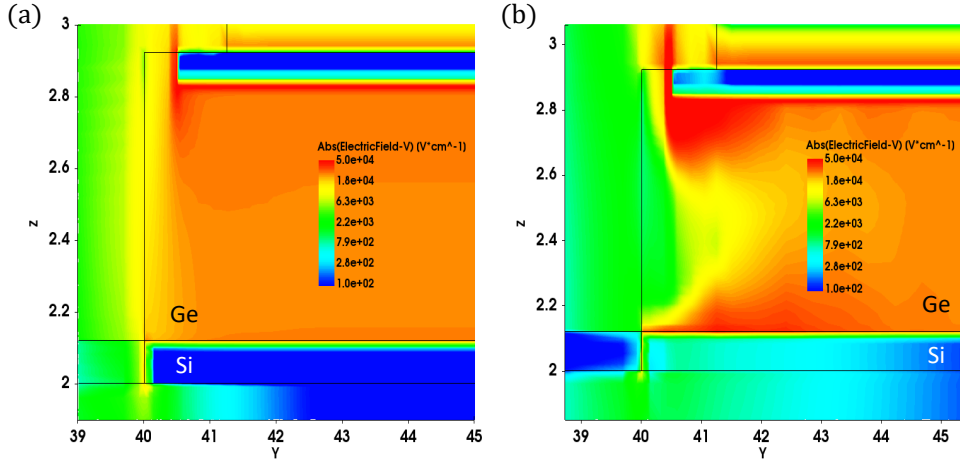 (a)
3
2.8
2.6
2.4
2.2
2
z
39 40 41 42 43 44 45
Y
Abs(ElectricField-V) (V*cm^-1)
5.0e+04
1.8e+04
6.3e+03
2.2e+03
7.9e+02
2.8e+02
1.0e+02
Ge
Si
(b)
3
2.8
2.6
2.4
2.2
2
z
39 40 41 42 43 44 45
Y
Abs(ElectricField-V) (V*cm^-1)
5.0e+04
1.8e+04
6.3e+03
2.2e+03
7.9e+02
2.8e+02
1.0e+02
Ge
Si